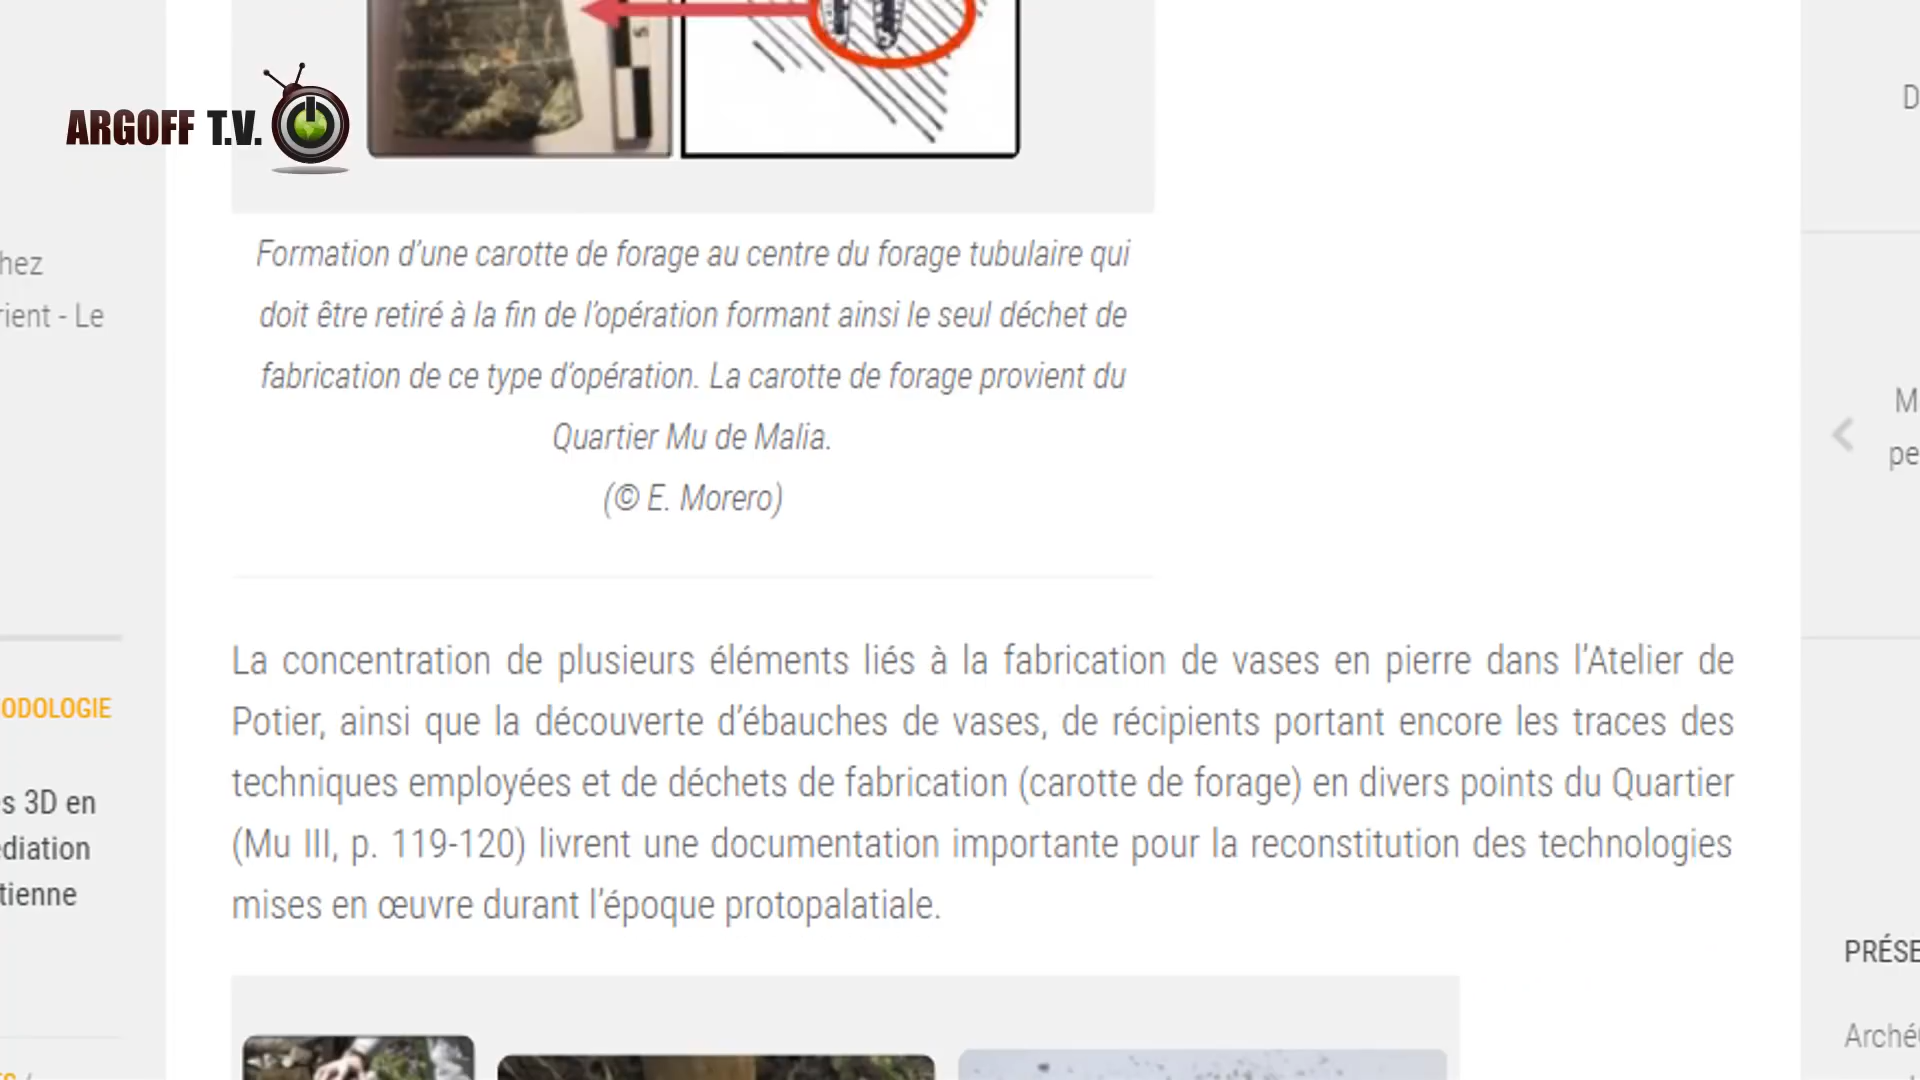 ARGOFF T.V.
Formation d’une carotte de forage au centre du forage tubulaire qui
doit être retiré à la fin de l’opération formant ainsi le seul déchet de
fabrication de ce type d’opération. La carotte de forage provient du
Quartier Mu de Malia.
(© E. Morero)
La concentration de plusieurs éléments liés à la fabrication de vases en pierre dans l’Atelier de
Potier, ainsi que la découverte d’ébauches de vases, de récipients portant encore les traces des
techniques employées et de déchets de fabrication (carotte de forage) en divers points du Quartier
(Mu III, p. 119-120) livrent une documentation importante pour la reconstitution des technologies
mises en œuvre durant l’époque protopalatiale.
hez
rient - Le
ODOLOGIE
s 3D en
diation
tienne
D
M
pe
PRÉSE
Arché